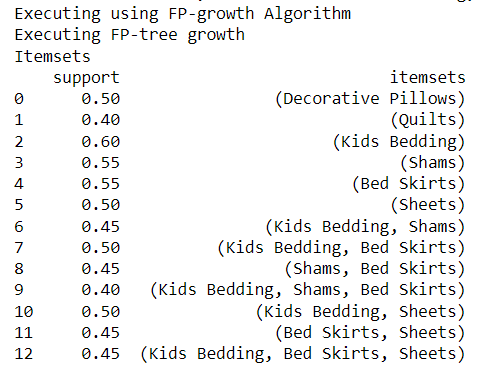 Executing using FP-growth Algorithm
Executing FP-tree growth
Itemsets
support itemsets
0 0.50 (Decorative Pillows)
1 0.40 (Quilts)
2 0.60 (Kids Bedding)
3 0.55 (Shams)
4 0.55 (Bed Skirts)
5 0.50 (Sheets)
6 0.45 (Kids Bedding, Shams)
7 0.50 (Kids Bedding, Bed Skirts)
8 0.45 (Shams, Bed Skirts)
9 0.40 (Kids Bedding, Shams, Bed Skirts)
10 0.50 (Kids Bedding, Sheets)
11 0.45 (Bed Skirts, Sheets)
12 0.45 (Kids Bedding, Bed Skirts, Sheets)